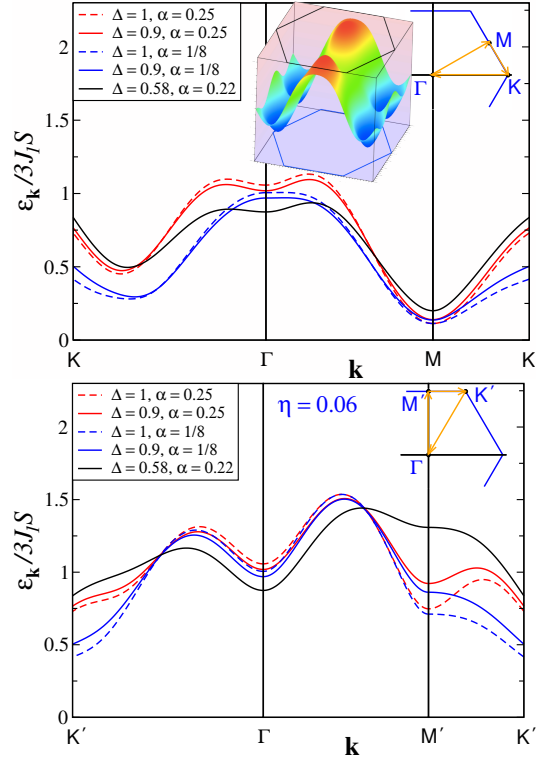 2
1.5
1
0.5
0
ε_k/3J_1S
Δ = 1, α = 0.25
Δ = 0.9, α = 0.25
Δ = 1, α = 1/8
Δ = 0.9, α = 1/8
Δ = 0.58, α = 0.22
M
Γ
K
K
Γ
k
M
K
2
1.5
1
0.5
0
ε_k/3J_1S
Δ = 1, α = 0.25
Δ = 0.9, α = 0.25
Δ = 1, α = 1/8
Δ = 0.9, α = 1/8
Δ = 0.58, α = 0.22
η = 0.06
M′
K′
Γ
K′
Γ
k
M′
K′